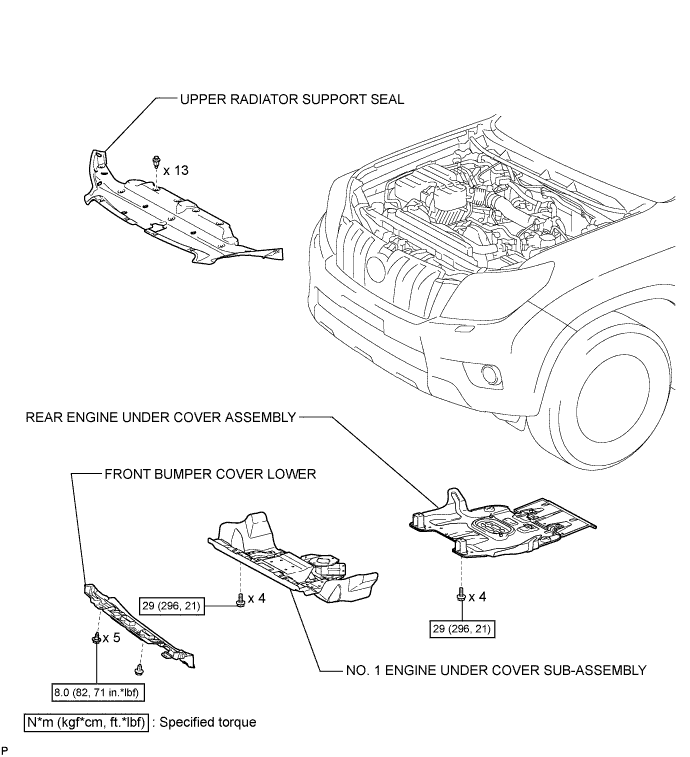 UPPER RADIATOR SUPPORT SEAL
x 13
REAR ENGINE UNDER COVER ASSEMBLY
FRONT BUMPER COVER LOWER
29 (296, 21)
x 4
x 4
29 (296, 21)
x 5
NO. 1 ENGINE UNDER COVER SUB-ASSEMBLY
8.0 (82, 71 in.*lbf)
N*m (kgf*cm, ft.*lbf) : Specified torque
P